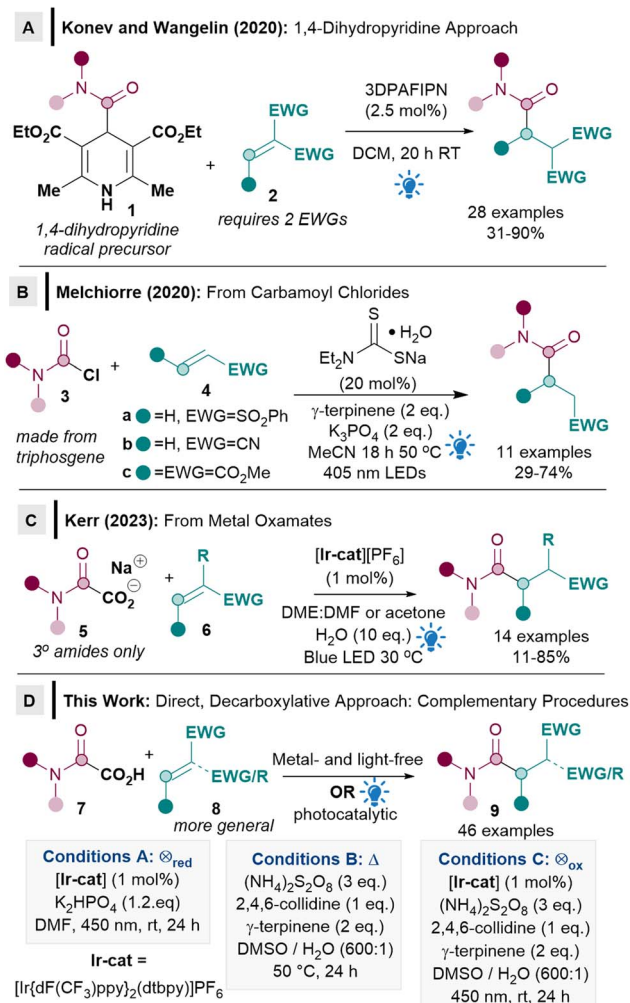 A Konev and Wangelin (2020): 1,4-Dihydropyridine Approach
N O
EtO₂C CO₂Et
Me N H Me
1
1,4-dihydropyridine
radical precursor
+
EWG
EWG
2
requires 2 EWGs
3DPAFIPN
(2.5 mol%)
DCM, 20 h RT
N O
EWG
EWG
28 examples
31-90%
B Melchiorre (2020): From Carbamoyl Chlorides
O
N Cl
3
made from
triphosgene
+
EWG
4
a =H, EWG=SO₂Ph
b =H, EWG=CN
c =EWG=CO₂Me
S • H₂O
Et₂N SNa
(20 mol%)
γ-terpinene (2 eq.)
K₃PO₄ (2 eq.)
MeCN 18 h 50 ºC
405 nm LEDs
N O
EWG
11 examples
29-74%
C Kerr (2023): From Metal Oxamates
O Na⊕
N CO₂⊖
5
3º amides only
+
R
EWG
6
[Ir-cat][PF₆]
(1 mol%)
DME:DMF or acetone
H₂O (10 eq.)
Blue LED 30 ºC
O R
N EWG
14 examples
11-85%
D This Work: Direct, Decarboxylative Approach: Complementary Procedures
O
N CO₂H
7
+
EWG
EWG/R
8
more general
Metal- and light-free
OR
photocatalytic
O EWG
N EWG/R
9
46 examples
Conditions A: ⊗red
[Ir-cat] (1 mol%)
K₂HPO₄ (1.2.eq)
DMF, 450 nm, rt, 24 h
Ir-cat =
[Ir{dF(CF₃)ppy}₂(dtbpy)]PF₆
Conditions B: Δ
(NH₄)₂S₂O₈ (3 eq.)
2,4,6-collidine (1 eq.)
γ-terpinene (2 eq.)
DMSO / H₂O (600:1)
50 °C, 24 h
Conditions C: ⊗ox
[Ir-cat] (1 mol%)
(NH₄)₂S₂O₈ (3 eq.)
2,4,6-collidine (1 eq.)
γ-terpinene (2 eq.)
DMSO / H₂O (600:1)
450 nm, rt, 24 h